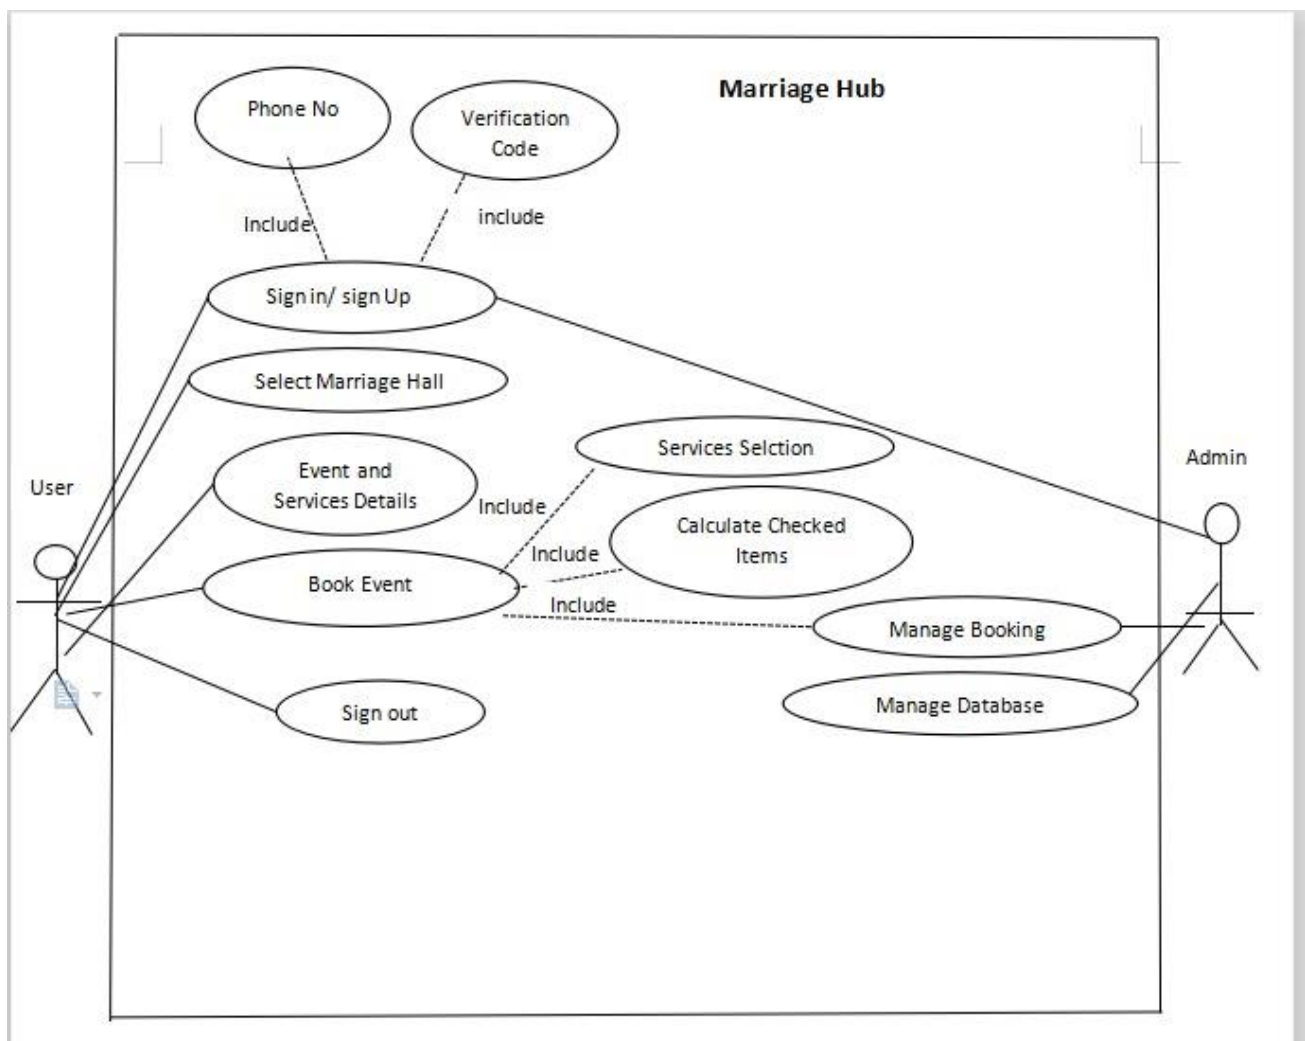 Marriage Hub
Phone No
Verification
Code
Include
include
Sign in/ sign Up
Select Marriage Hall
Services Selction
Admin
Event and
Services Details
User
Include
Calculate Checked
Items
Include
Book Event
Include
Manage Booking
Manage Database
Sign out